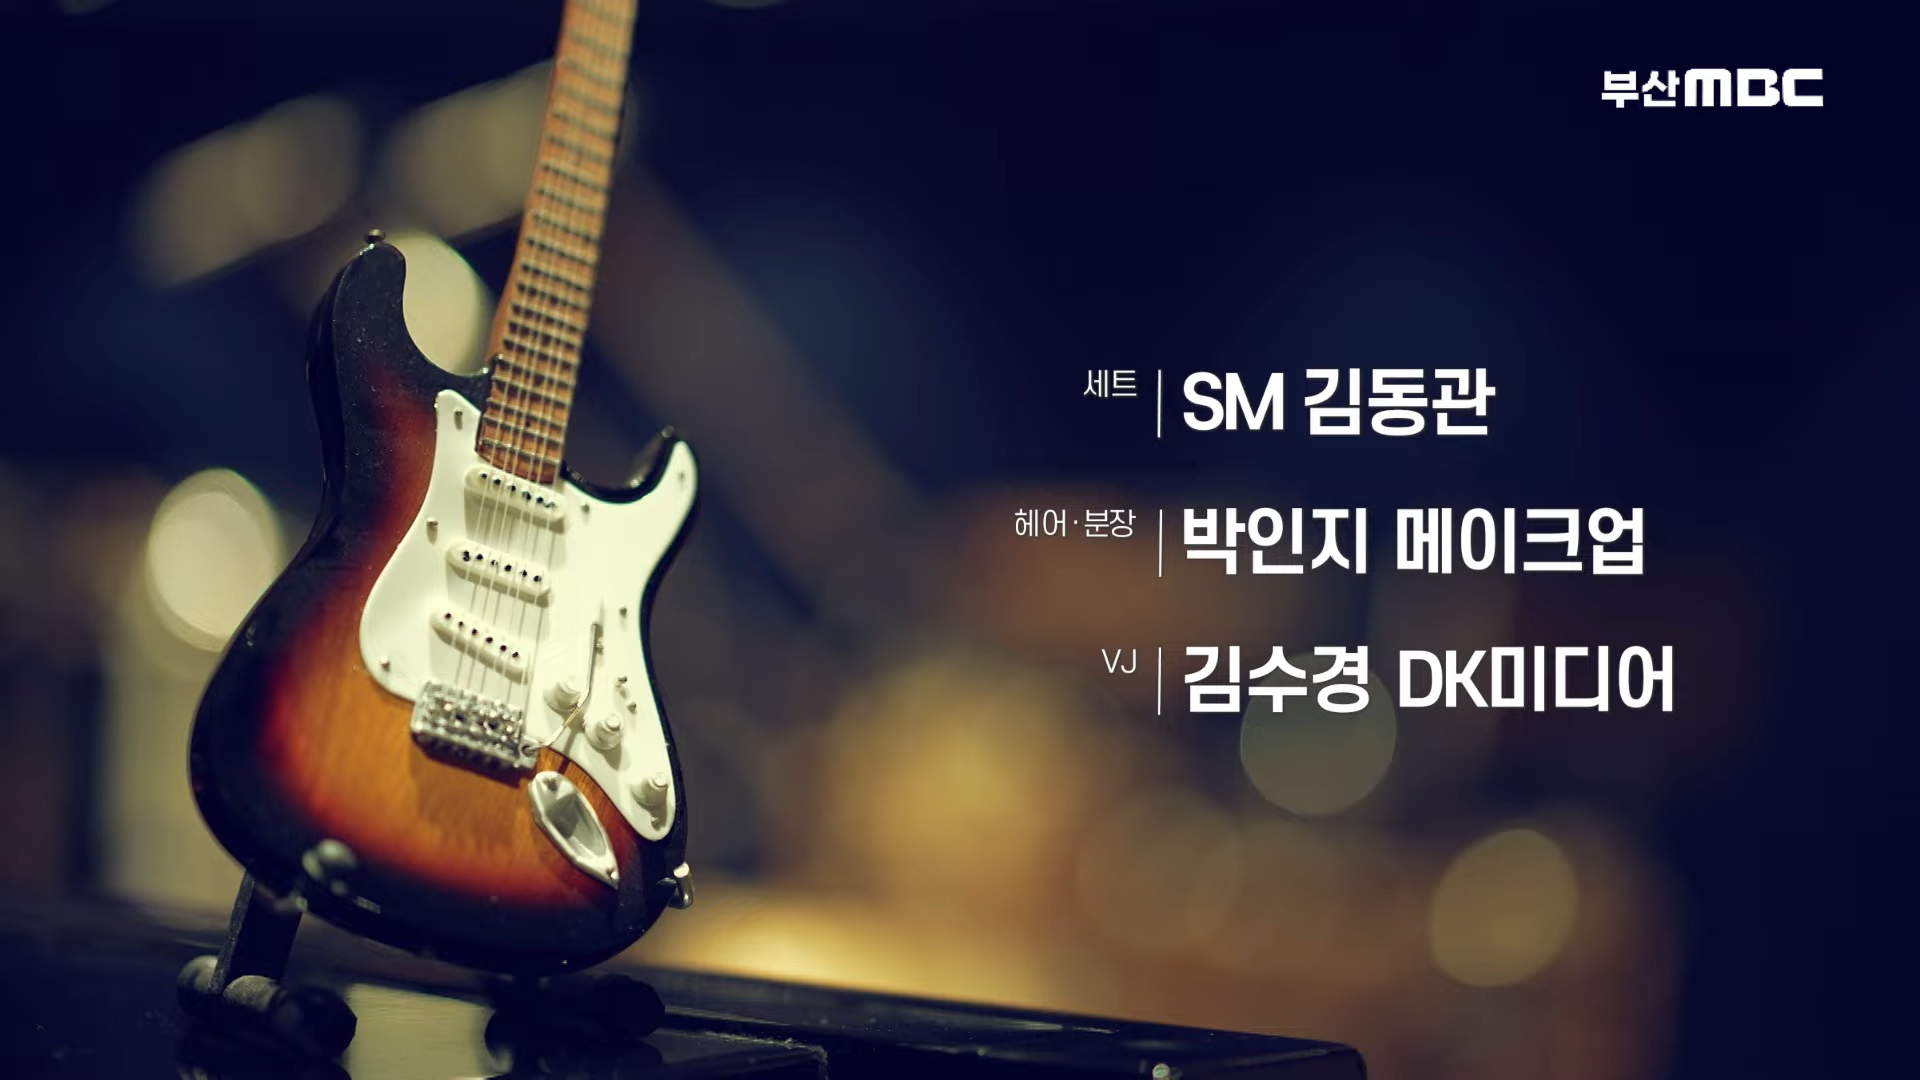 부산MBC
세트 | SM 김동관
헤어·분장 | 박인지 메이크업
VJ | 김수경 DK미디어